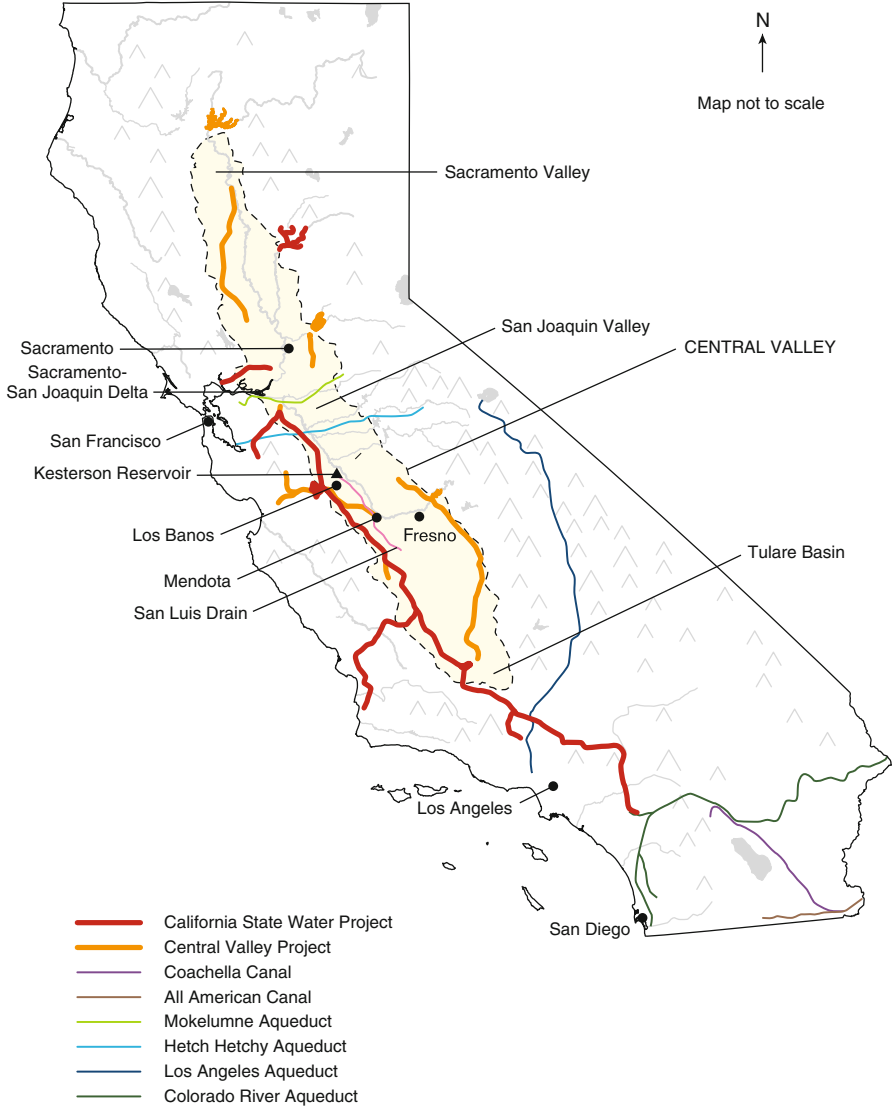 N
Map not to scale
Sacramento Valley
San Joaquin Valley
CENTRAL VALLEY
Sacramento
Sacramento-
San Joaquin Delta
San Francisco
Kesterson Reservoir
Los Banos
Fresno
Mendota
Tulare Basin
San Luis Drain
Los Angeles
San Diego
California State Water Project
Central Valley Project
Coachella Canal
All American Canal
Mokelumne Aqueduct
Hetch Hetchy Aqueduct
Los Angeles Aqueduct
Colorado River Aqueduct